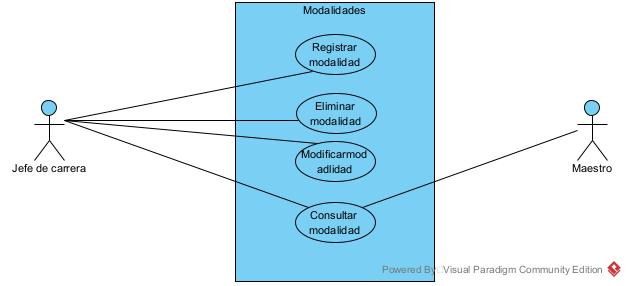 Modalidades
Registrar
modalidad
Eliminar
modalidad
Modificarmod
adlidad
Consultar
modalidad
Jefe de carrera
Maestro
Powered By Visual Paradigm Community Edition